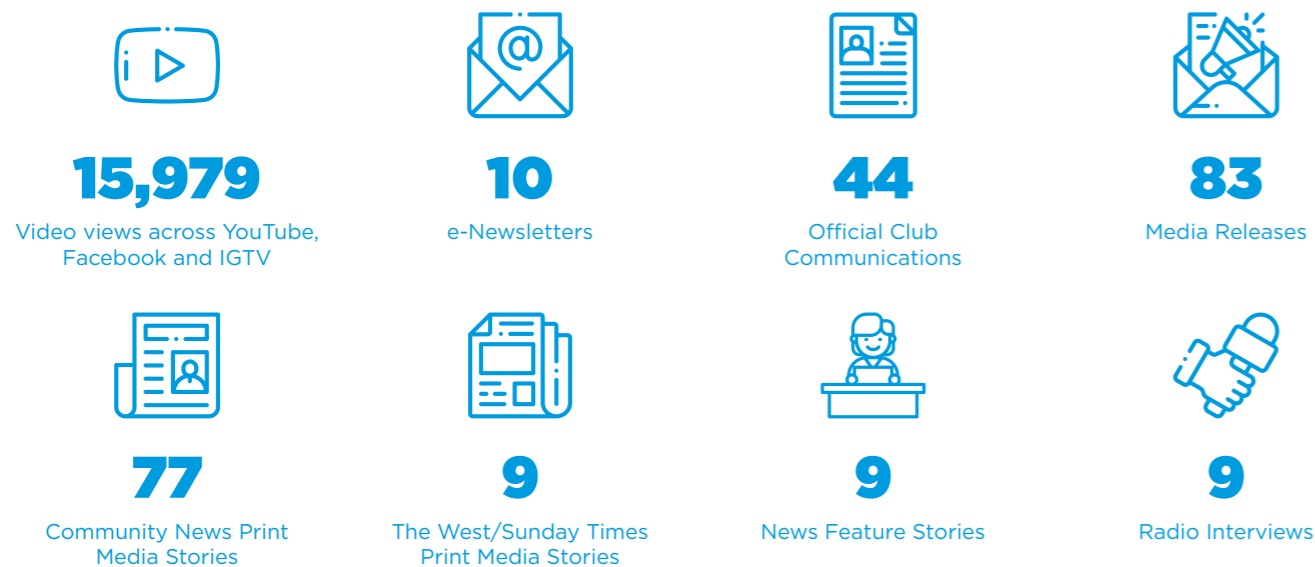 15,979
Video views across YouTube,
Facebook and IGTV
@
10
e-Newsletters
44
Official Club
Communications
83
Media Releases
77
Community News Print
Media Stories
9
The West/Sunday Times
Print Media Stories
9
News Feature Stories
9
Radio Interviews